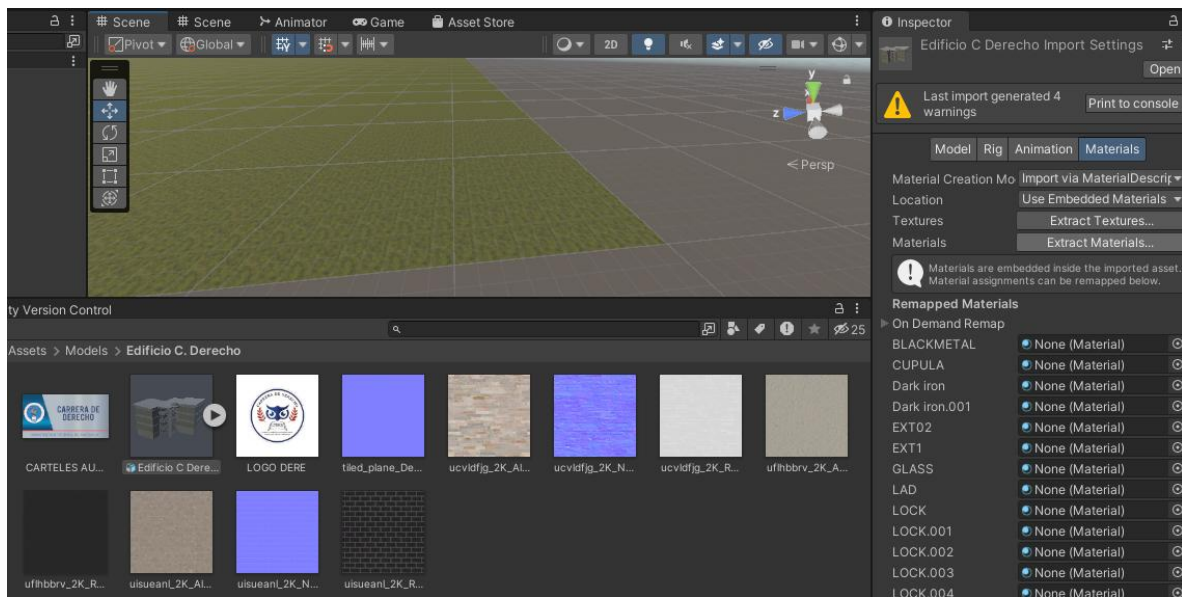 Scene
Scene
Animator
Game
Asset Store
Inspector
Pivot
Global
2D
Edificio C Derecho Import Settings
Open
y
x
z
Persp
Last import generated 4
warnings
Print to console
Model Rig Animation Materials
Material Creation Mo Import via MaterialDescrip
Location Use Embedded Materials
Textures Extract Textures...
Materials Extract Materials...
Materials are embedded inside the imported asset.
Material assignments can be remapped below.
ty Version Control
25
Assets > Models > Edificio C. Derecho
Remapped Materials
On Demand Remap
BLACKMETAL None (Material)
CUPULA None (Material)
Dark iron None (Material)
Dark iron.001 None (Material)
EXT02 None (Material)
EXT1 None (Material)
GLASS None (Material)
LAD None (Material)
LOCK None (Material)
LOCK.001 None (Material)
LOCK.002 None (Material)
LOCK.003 None (Material)
LOCK.004 None (Material)
CARRERA DE
DERECHO
CARTELES AU...
Edificio C Dere...
LOGO DERE
tiled_plane_De...
ucvldfjg_2K_Al...
ucvldfjg_2K_N...
ucvldfjg_2K_R...
uflhbbrv_2K_A...
uflhbbrv_2K_R...
uisueanl_2K_Al...
uisueanl_2K_N...
uisueanl_2K_R...